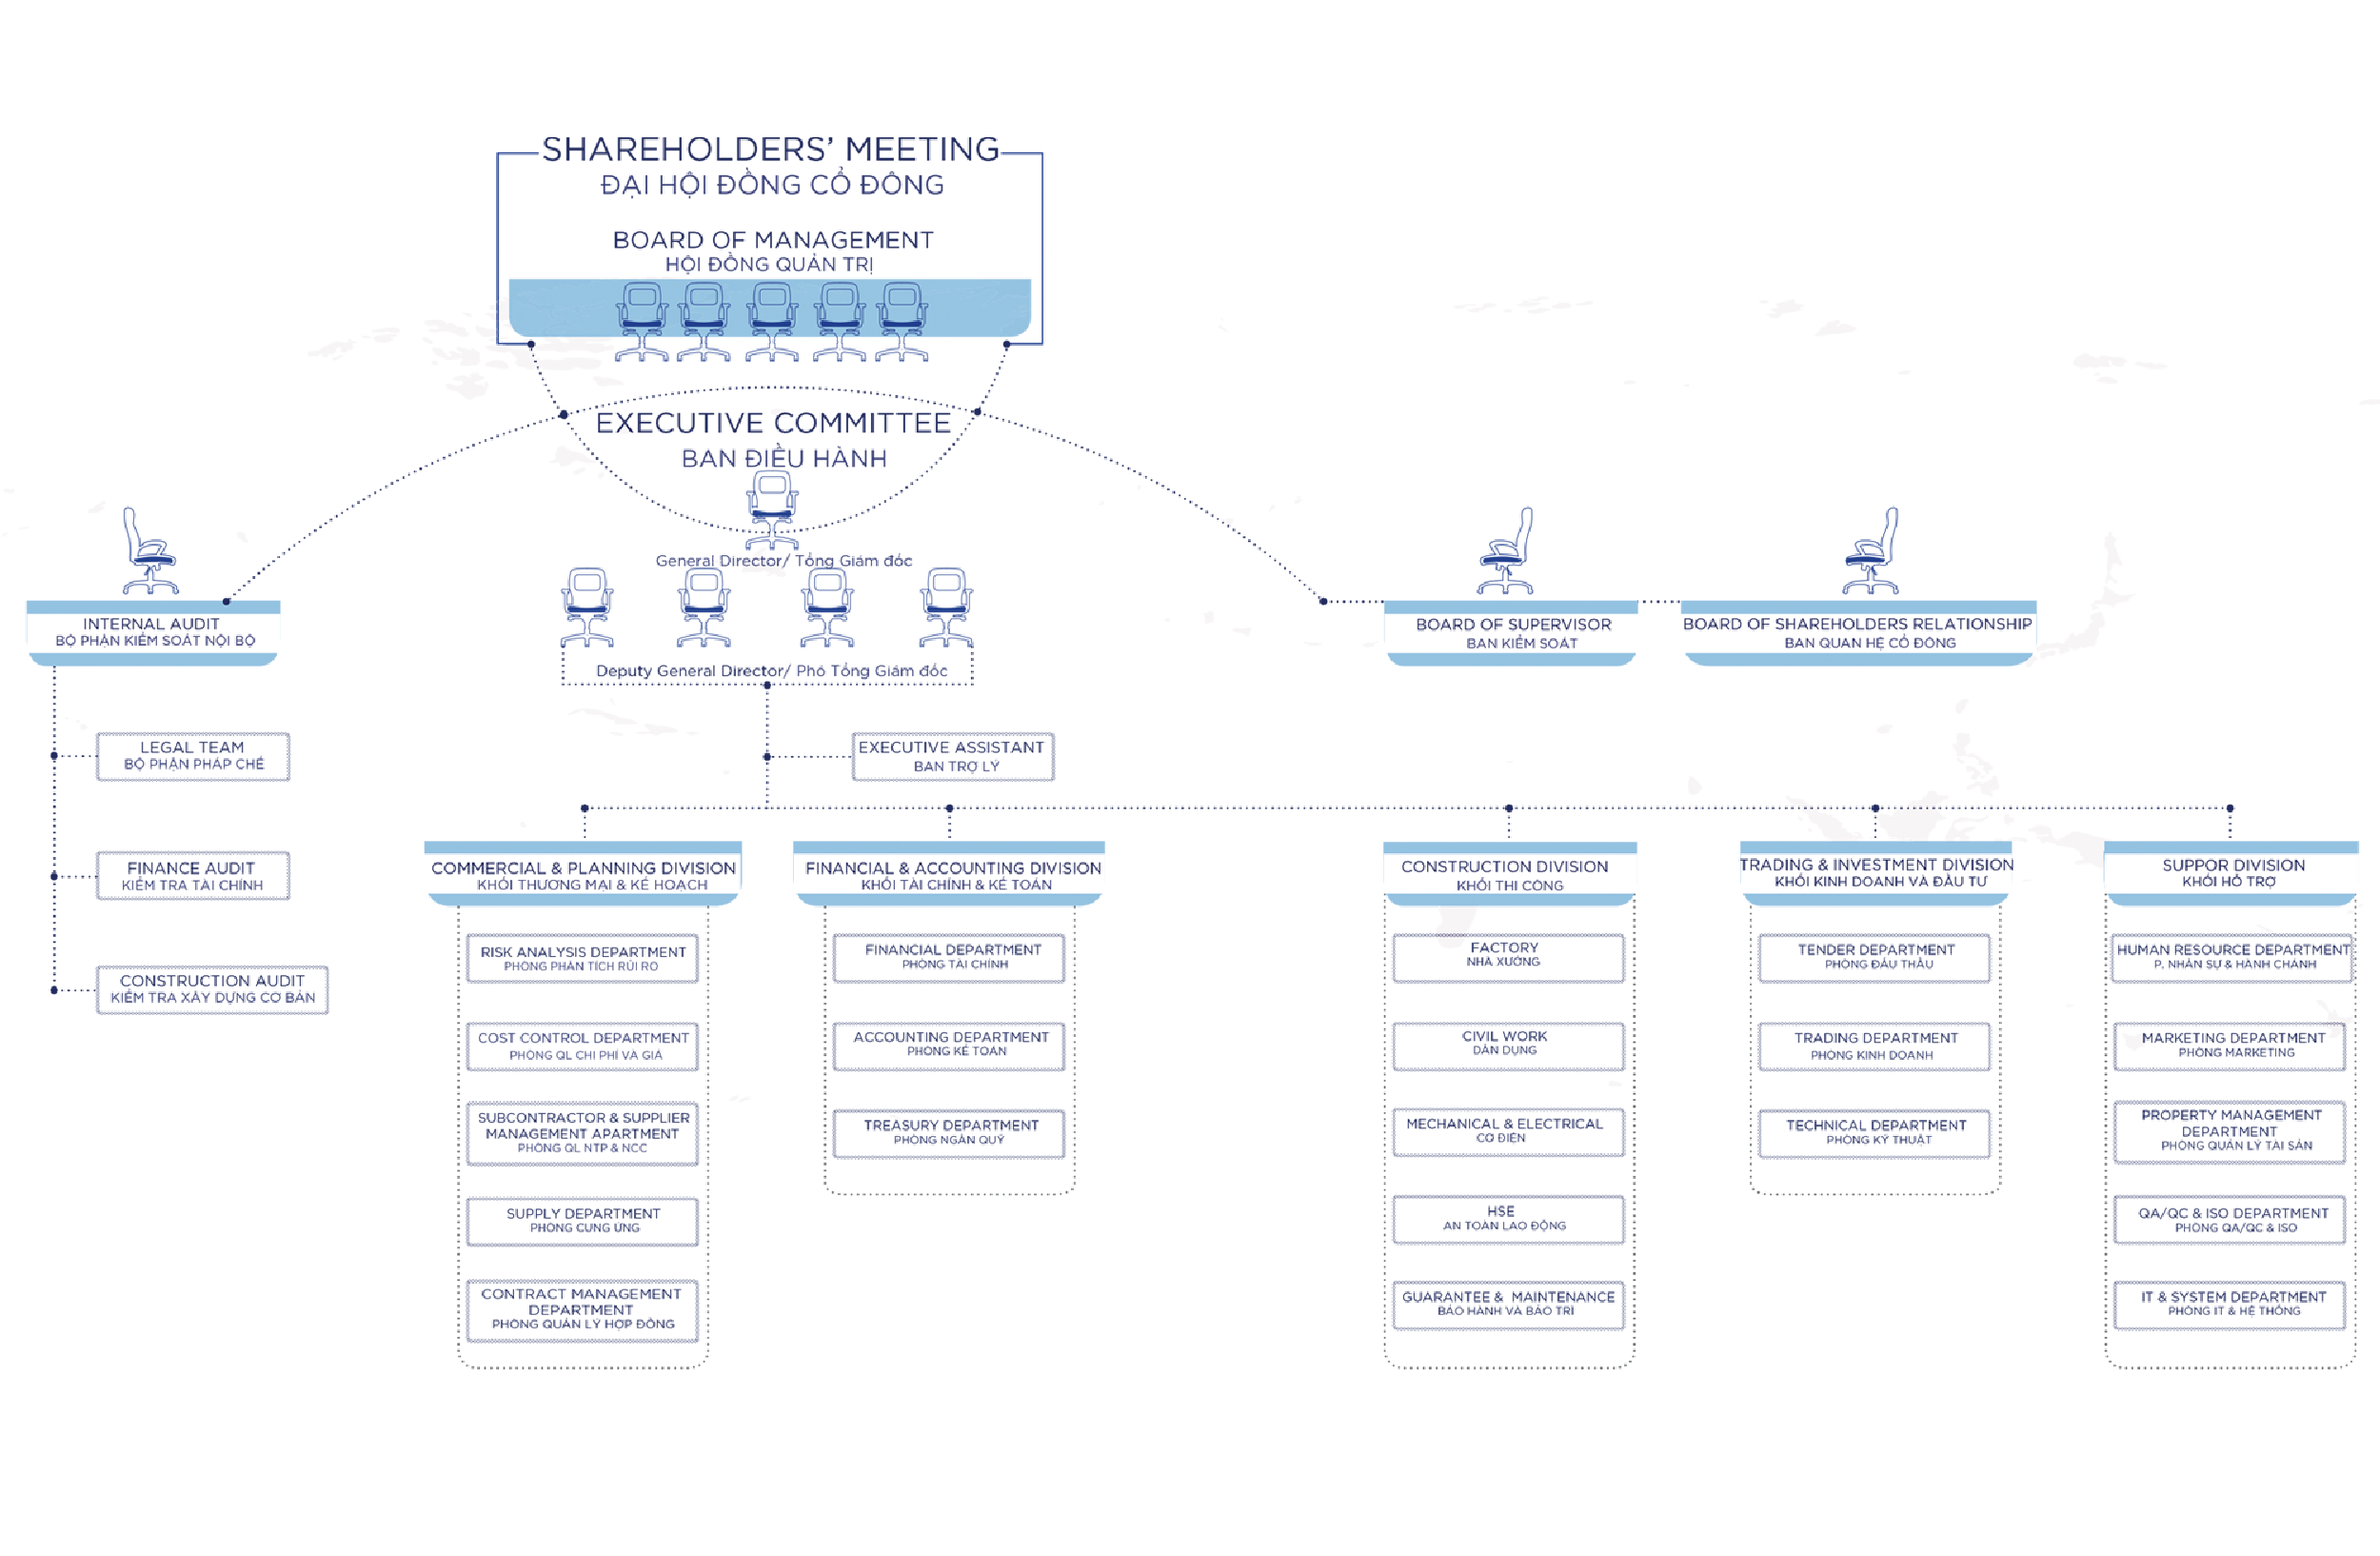 SHAREHOLDERS' MEETING
ĐẠI HỘI ĐỒNG CỔ ĐÔNG
BOARD OF MANAGEMENT
HỘI ĐỒNG QUẢN TRỊ
EXECUTIVE COMMITTEE
BAN ĐIỀU HÀNH
General Director/ Tổng Giám đốc
Deputy General Director/ Phó Tổng Giám đốc
INTERNAL AUDIT
BỘ PHẬN KIỂM SOÁT NỘI BỘ
BOARD OF SUPERVISOR
BAN KIỂM SOÁT
BOARD OF SHAREHOLDERS RELATIONSHIP
BAN QUAN HỆ CỔ ĐÔNG
LEGAL TEAM
BỘ PHẬN PHÁP CHẾ
FINANCE AUDIT
KIỂM TRA TÀI CHÍNH
CONSTRUCTION AUDIT
KIỂM TRA XÂY DỰNG CƠ BẢN
EXECUTIVE ASSISTANT
BAN TRỢ LÝ
COMMERCIAL & PLANNING DIVISION
KHỐI THƯƠNG MẠI & KẾ HOẠCH
RISK ANALYSIS DEPARTMENT
PHÒNG PHÂN TÍCH RỦI RO
COST CONTROL DEPARTMENT
PHÒNG QL CHI PHÍ VÀ GIÁ
SUBCONTRACTOR & SUPPLIER
MANAGEMENT APARTMENT
PHÒNG QL NTP & NCC
SUPPLY DEPARTMENT
PHÒNG CUNG ỨNG
CONTRACT MANAGEMENT
DEPARTMENT
PHÒNG QUẢN LÝ HỢP ĐỒNG
FINANCIAL & ACCOUNTING DIVISION
KHỐI TÀI CHÍNH & KẾ TOÁN
FINANCIAL DEPARTMENT
PHÒNG TÀI CHÍNH
ACCOUNTING DEPARTMENT
PHÒNG KẾ TOÁN
TREASURY DEPARTMENT
PHÒNG NGÂN QUỸ
CONSTRUCTION DIVISION
KHỐI THI CÔNG
FACTORY
NHÀ XƯỞNG
CIVIL WORK
DÂN DỤNG
MECHANICAL & ELECTRICAL
CƠ ĐIỆN
HSE
AN TOÀN LAO ĐỘNG
GUARANTEE & MAINTENANCE
BẢO HÀNH VÀ BẢO TRÌ
TRADING & INVESTMENT DIVISION
KHỐI KINH DOANH VÀ ĐẦU TƯ
TENDER DEPARTMENT
PHÒNG ĐẤU THẦU
TRADING DEPARTMENT
PHÒNG KINH DOANH
TECHNICAL DEPARTMENT
PHÒNG KỸ THUẬT
SUPPOR DIVISION
KHỐI HỖ TRỢ
HUMAN RESOURCE DEPARTMENT
P. NHÂN SỰ & HÀNH CHÁNH
MARKETING DEPARTMENT
PHÒNG MARKETING
PROPERTY MANAGEMENT
DEPARTMENT
PHÒNG QUẢN LÝ TÀI SẢN
QA/QC & ISO DEPARTMENT
PHÒNG QA/QC & ISO
IT & SYSTEM DEPARTMENT
PHÒNG IT & HỆ THỐNG